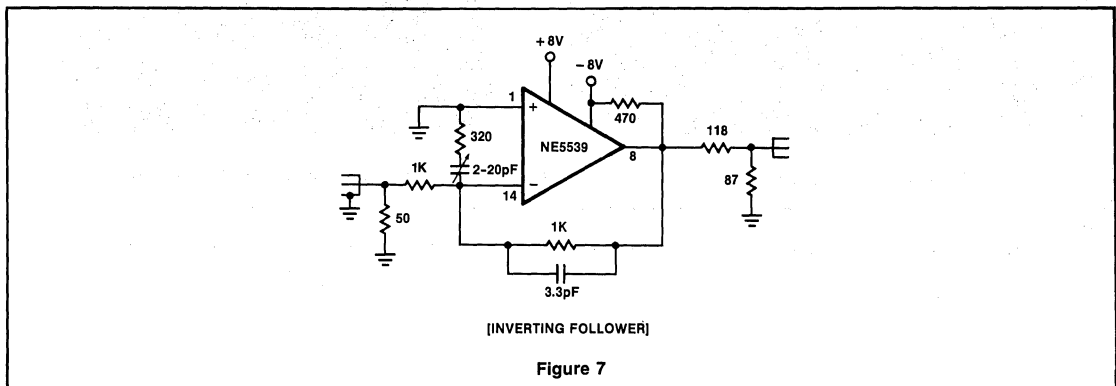 +8V
-8V
1
+
470
320
NE5539
118
8
1K
2-20pF
87
−
14
50
1K
3.3pF
[INVERTING FOLLOWER]
Figure 7